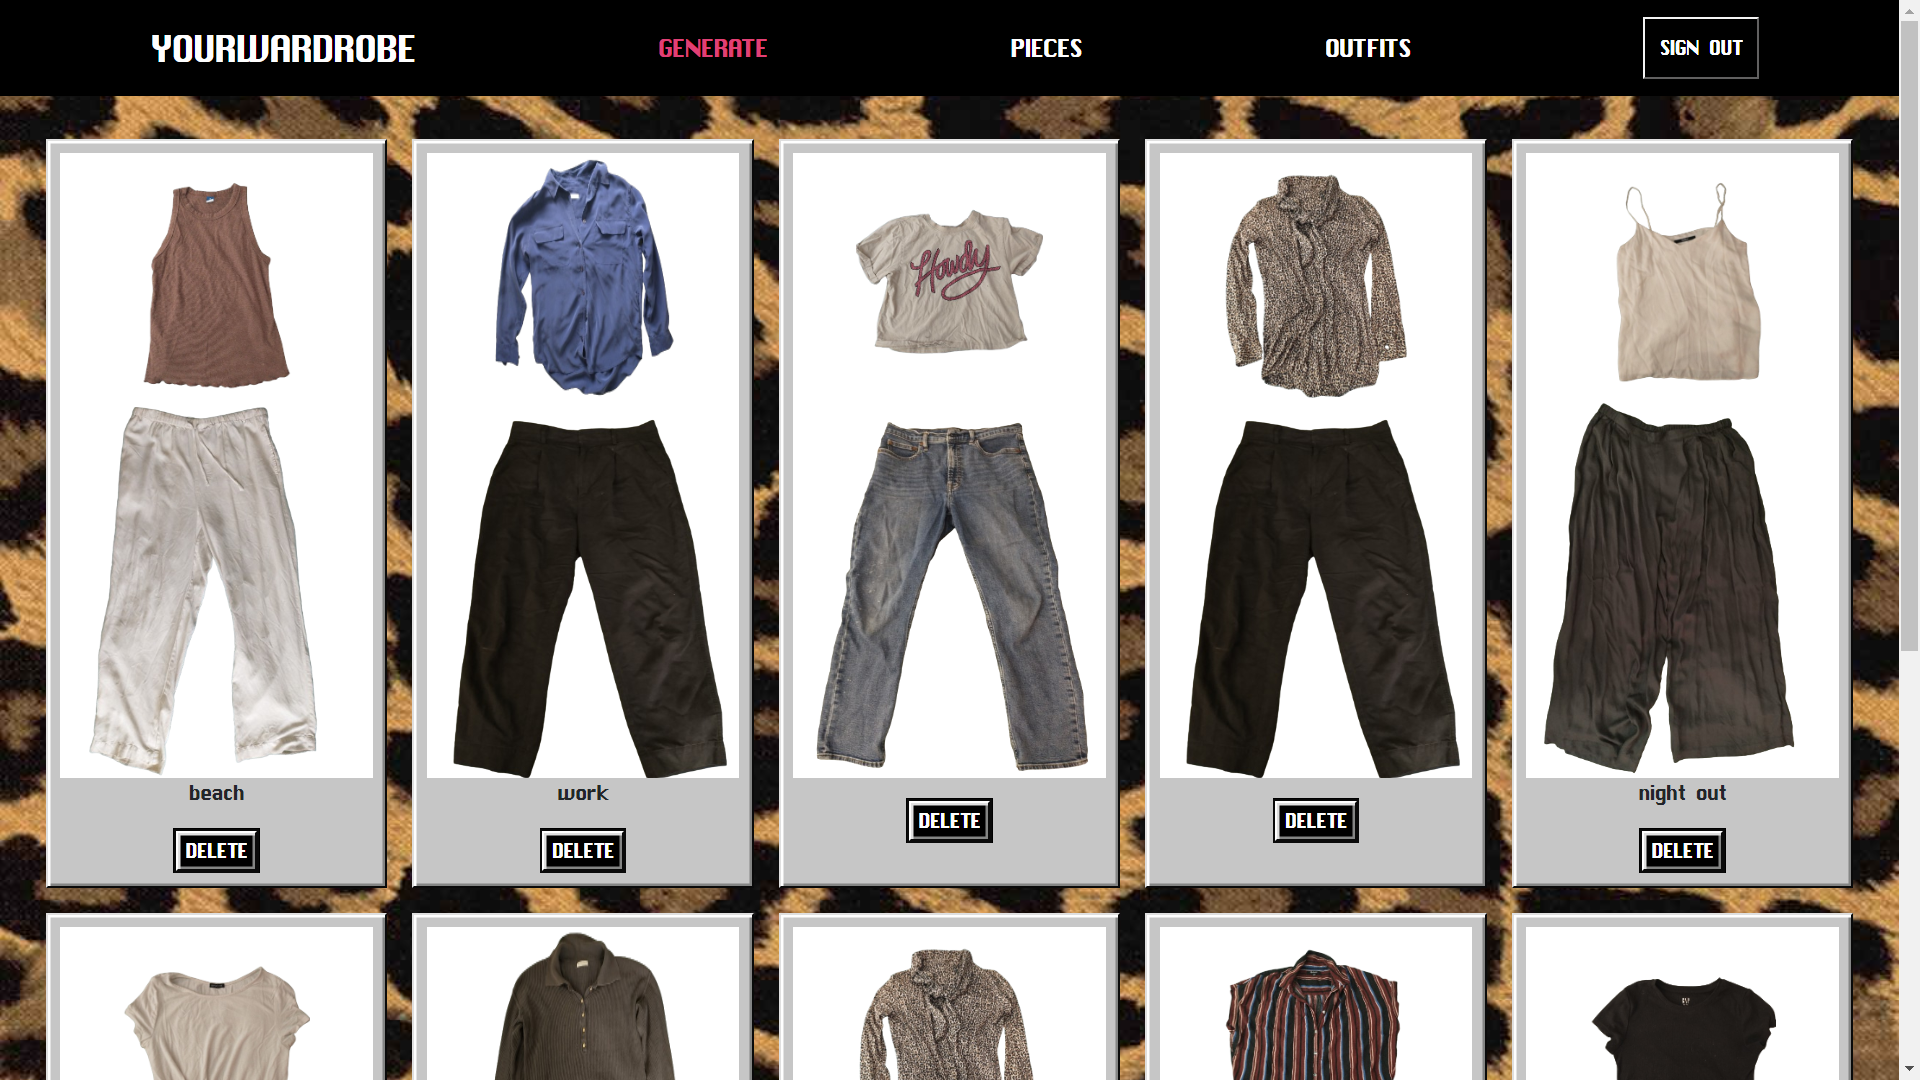 YOURWARDROBE
GENERATE
PIECES
OUTFITS
SIGN OUT
Howdy
beach
work
night out
DELETE
DELETE
DELETE
DELETE
DELETE